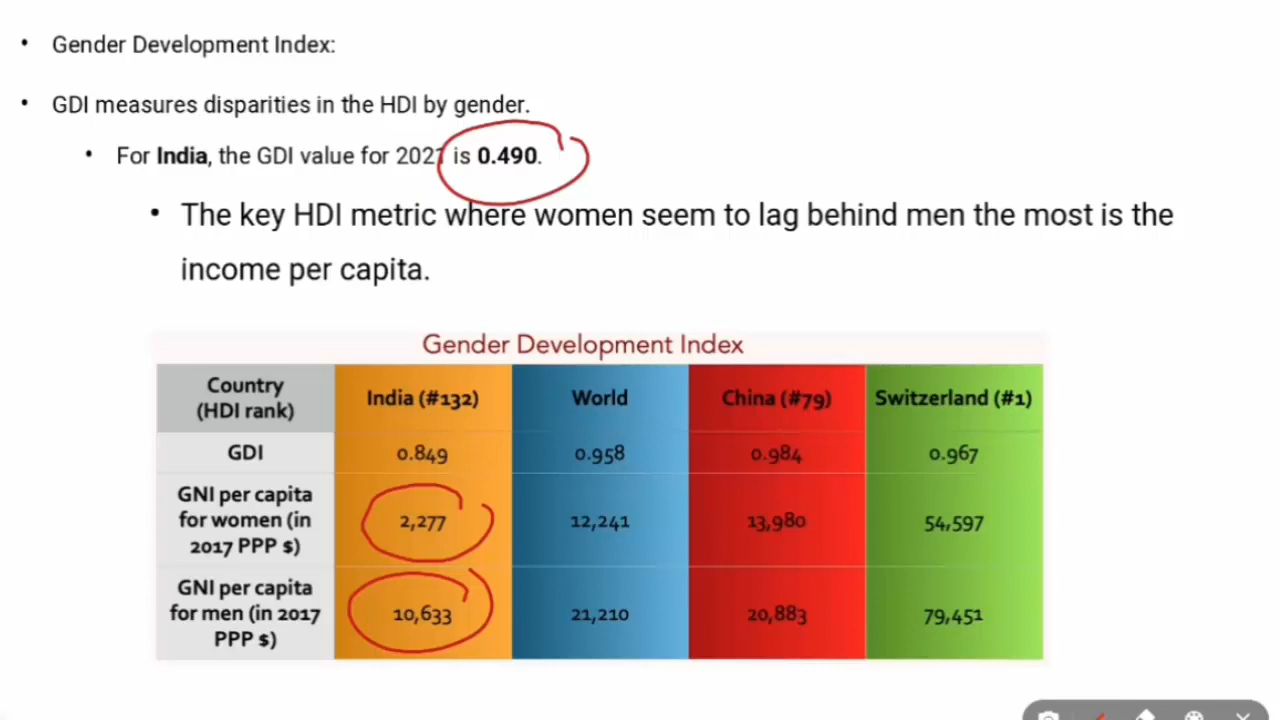 • Gender Development Index:
• GDI measures disparities in the HDI by gender.
• For India, the GDI value for 2021 is 0.490.
• The key HDI metric where women seem to lag behind men the most is the
income per capita.
Gender Development Index
Country
(HDI rank)
India (#132)
World
China (#79)
Switzerland (#1)
GDI
0.849
0.958
0.984
0.967
GNI per capita
for women (in
2017 PPP $)
2,277
12,241
13,980
54,597
GNI per capita
for men (in 2017
PPP $)
10,633
21,210
20,883
79,451